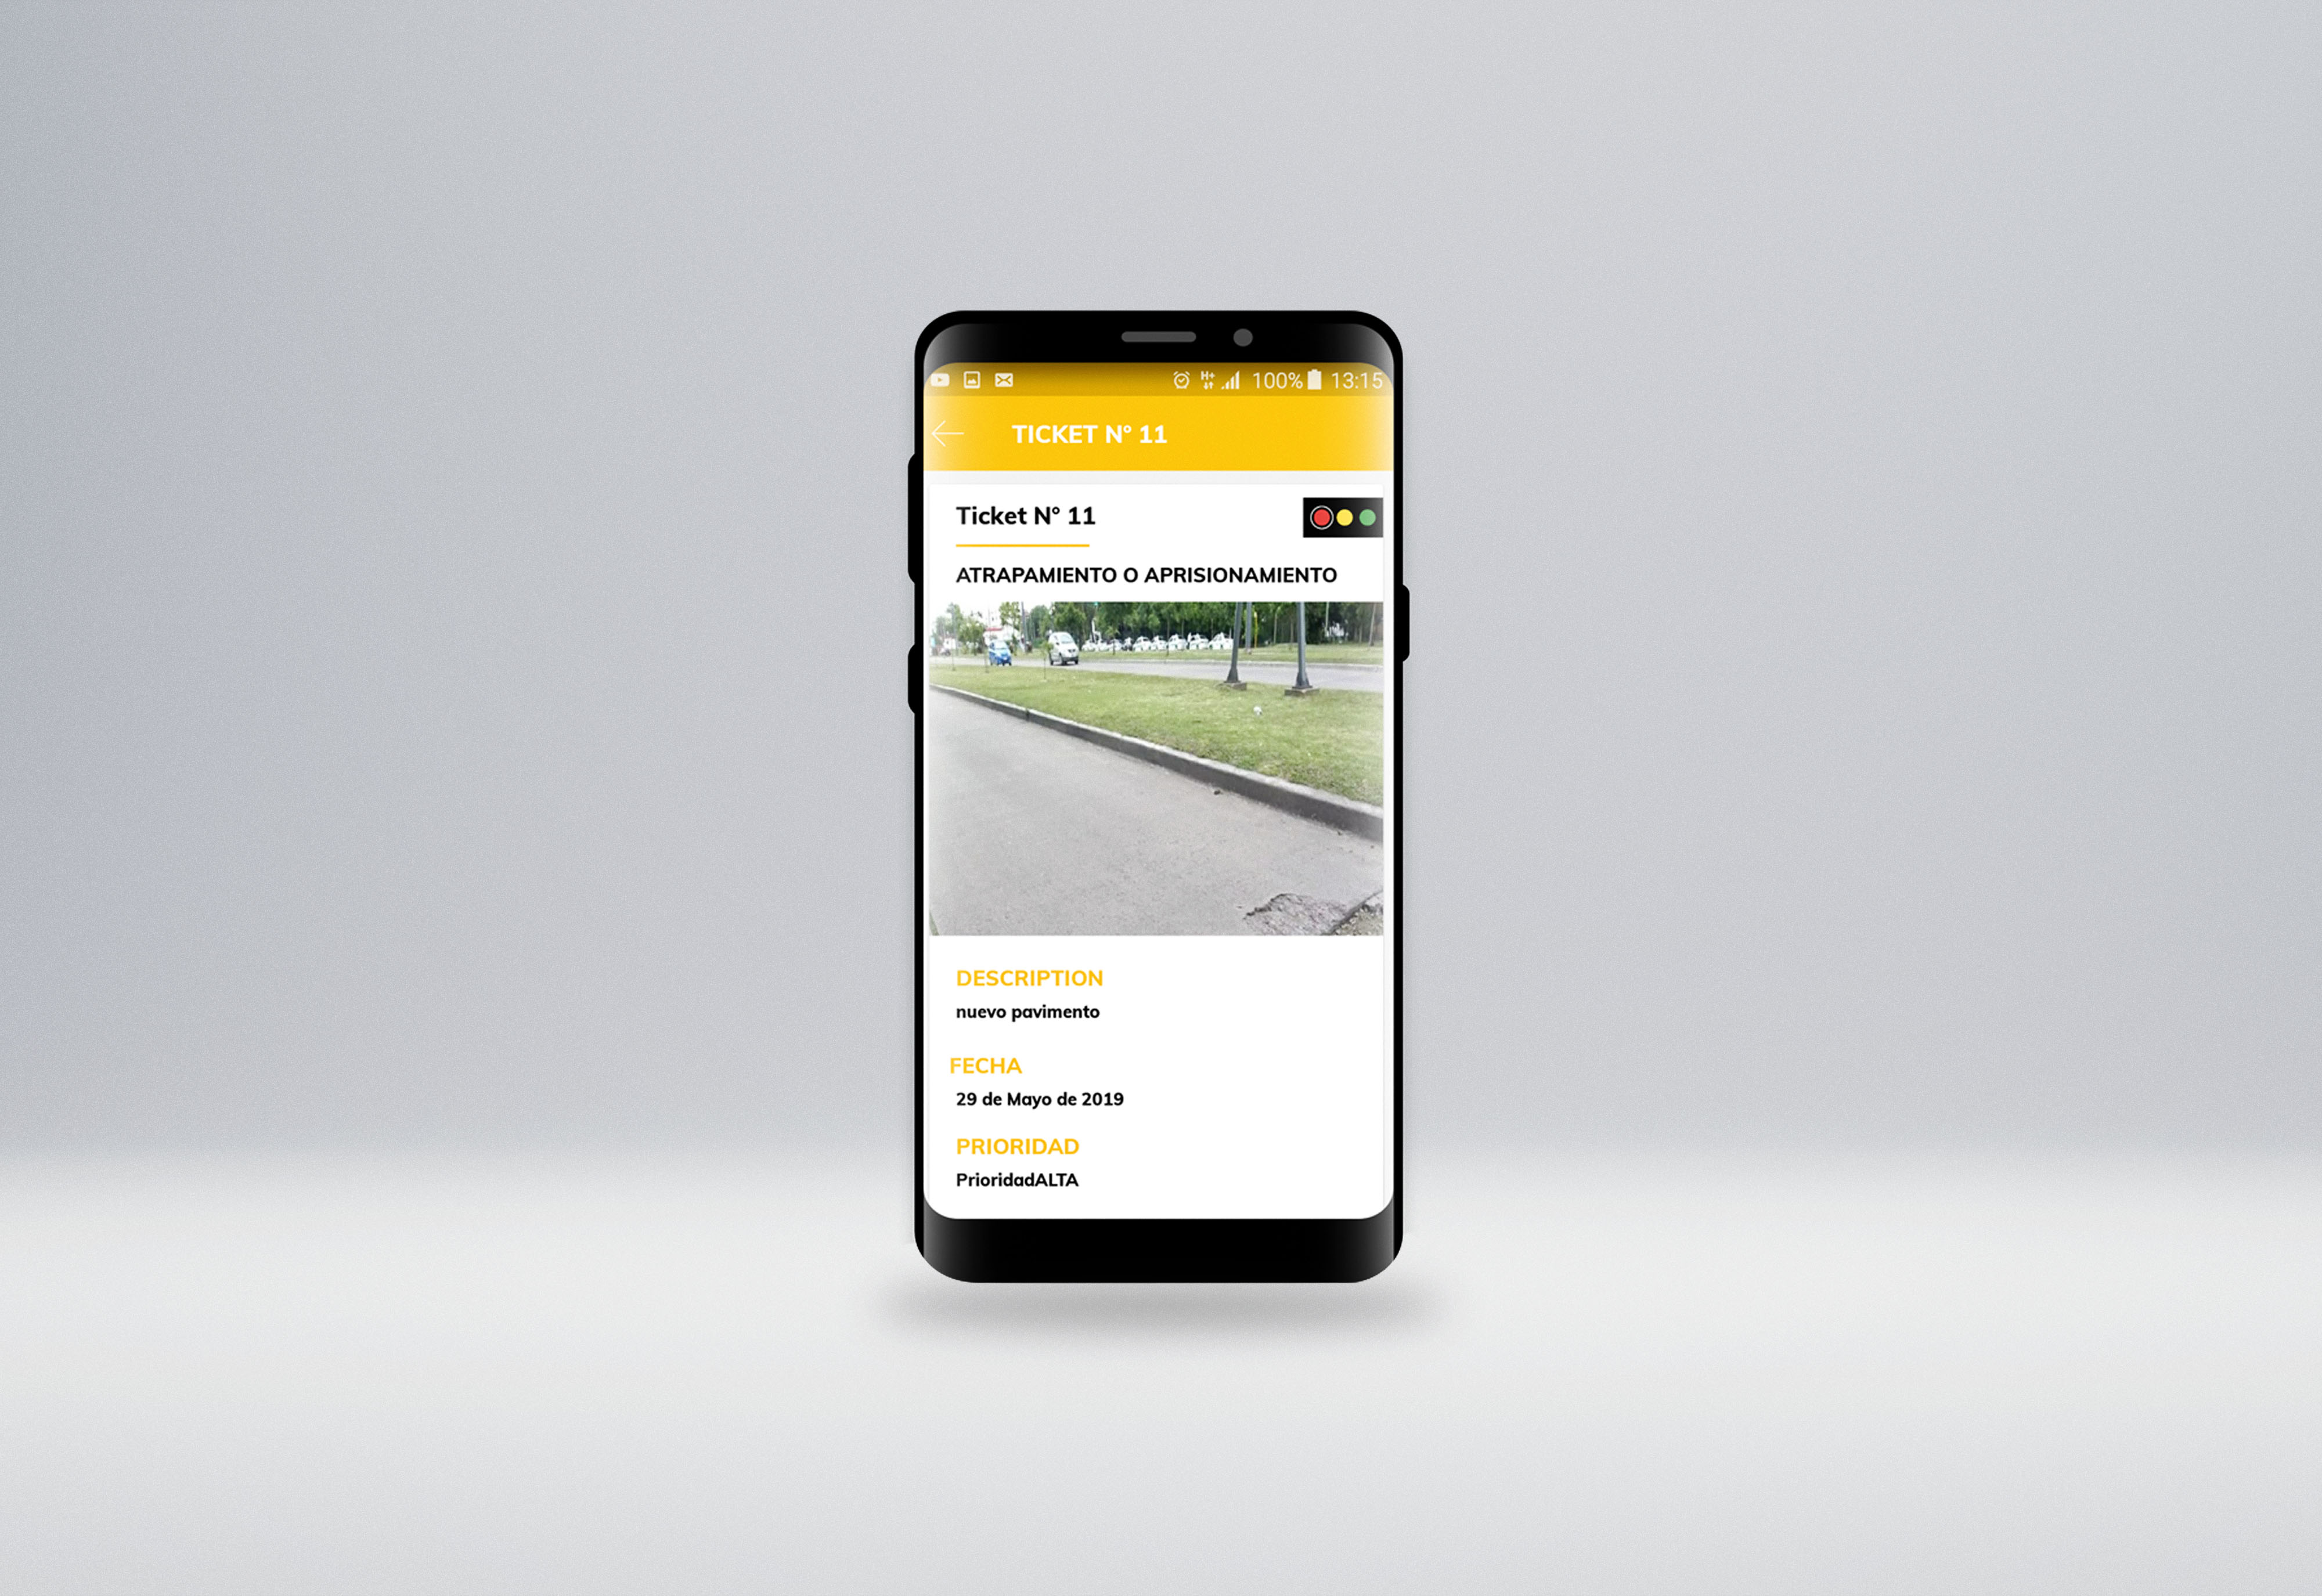 H+ 100% 13:15
TICKET N° 11
Ticket N° 11
ATRAPAMIENTO O APRISIONAMIENTO
DESCRIPTION
nuevo pavimento
FECHA
29 de Mayo de 2019
PRIORIDAD
PrioridadALTA